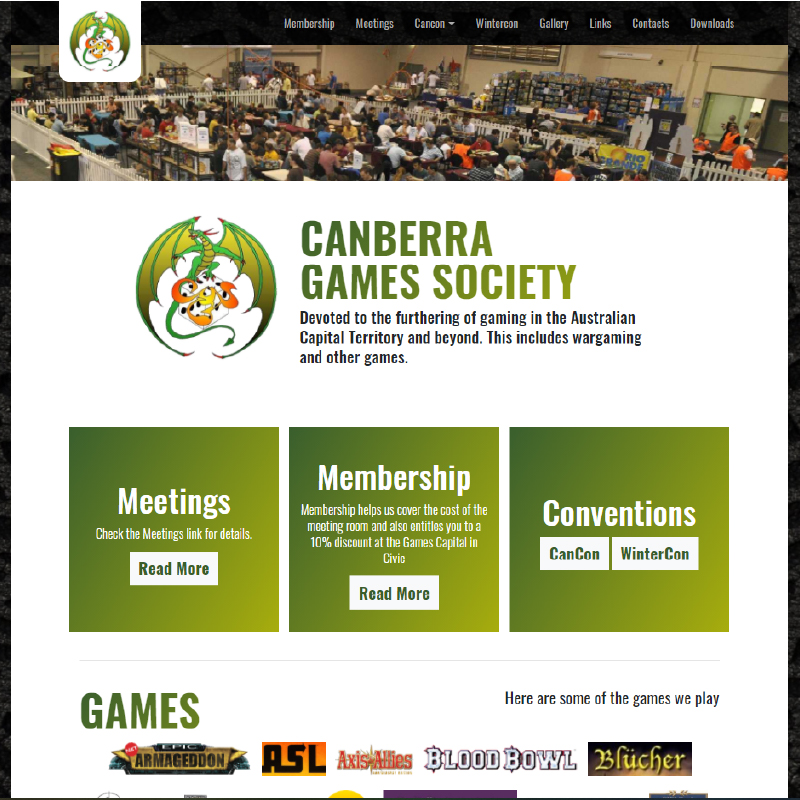 Membership Meetings Cancon Wintercon Gallery Links Contacts Downloads
RIO GRANDE
CANBERRA
GAMES SOCIETY
Devoted to the furthering of gaming in the Australian
Capital Territory and beyond. This includes wargaming
and other games.
Meetings
Check the Meetings link for details.
Read More
Membership
Membership helps us cover the cost of the
meeting room and also entitles you to a
10% discount at the Games Capital in
Civic
Read More
Conventions
CanCon WinterCon
GAMES
Here are some of the games we play
NET EPIC
ARMAGEDDON
ASL
Axis&Allies
BLOOD BOWL
Blücher